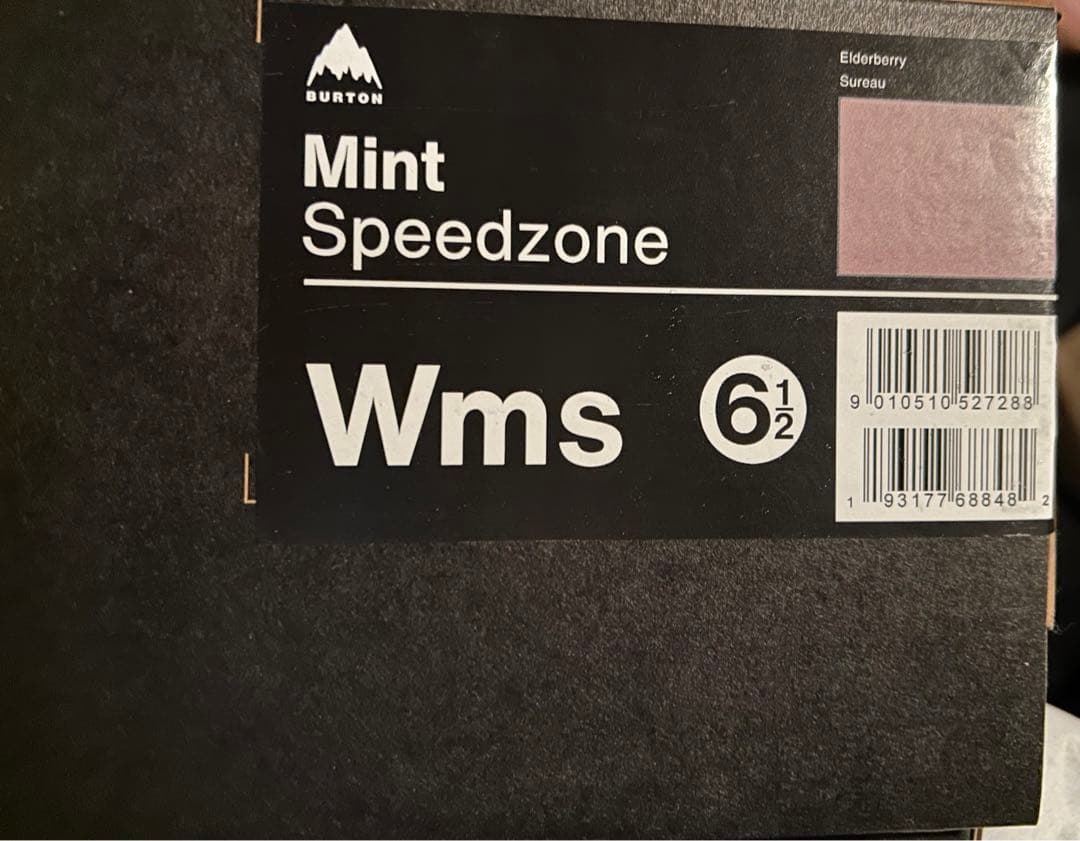 BURTON
Mint
Speedzone
Wms 6½
Elderberry
Sureau
9 010510 527288
1 93177 68848 2